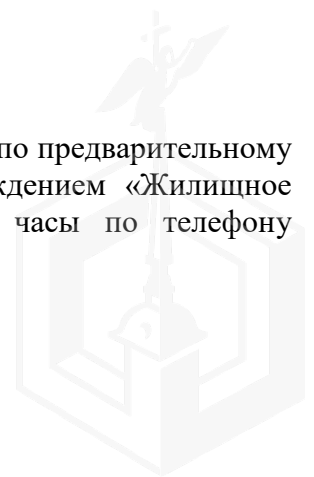 по предварительному
ждением «Жилищное
часы по телефону